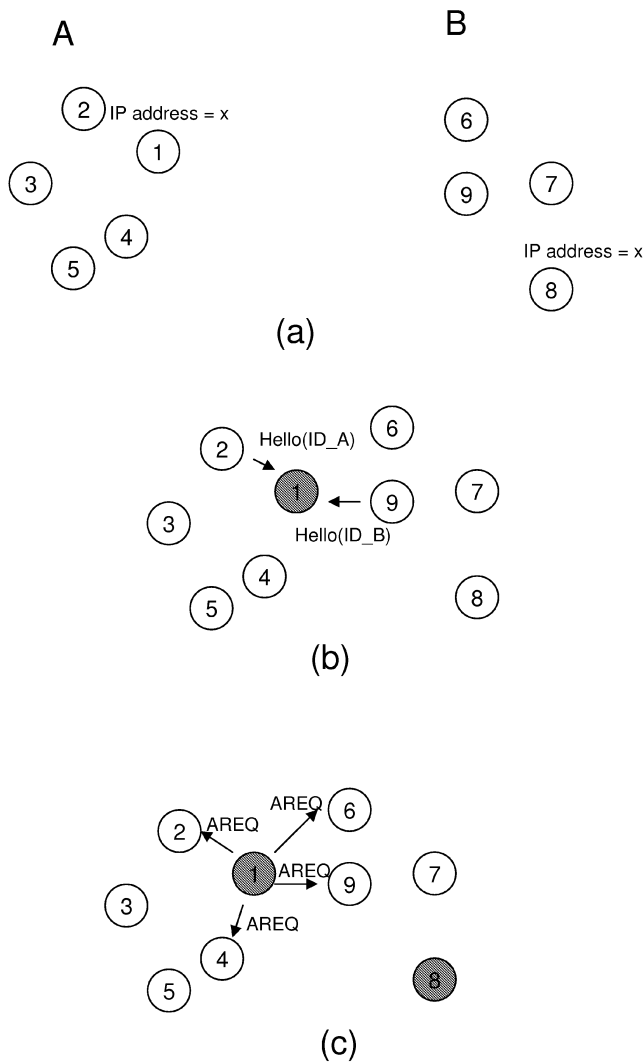 A
B
2
IP address = x
1
6
3
9
7
4
5
IP address = x
8
(a)
6
2
Hello(ID_A)
1
9
7
3
Hello(ID_B)
4
5
8
(b)
AREQ
6
2
AREQ
1
AREQ
9
7
3
AREQ
4
5
8
(c)